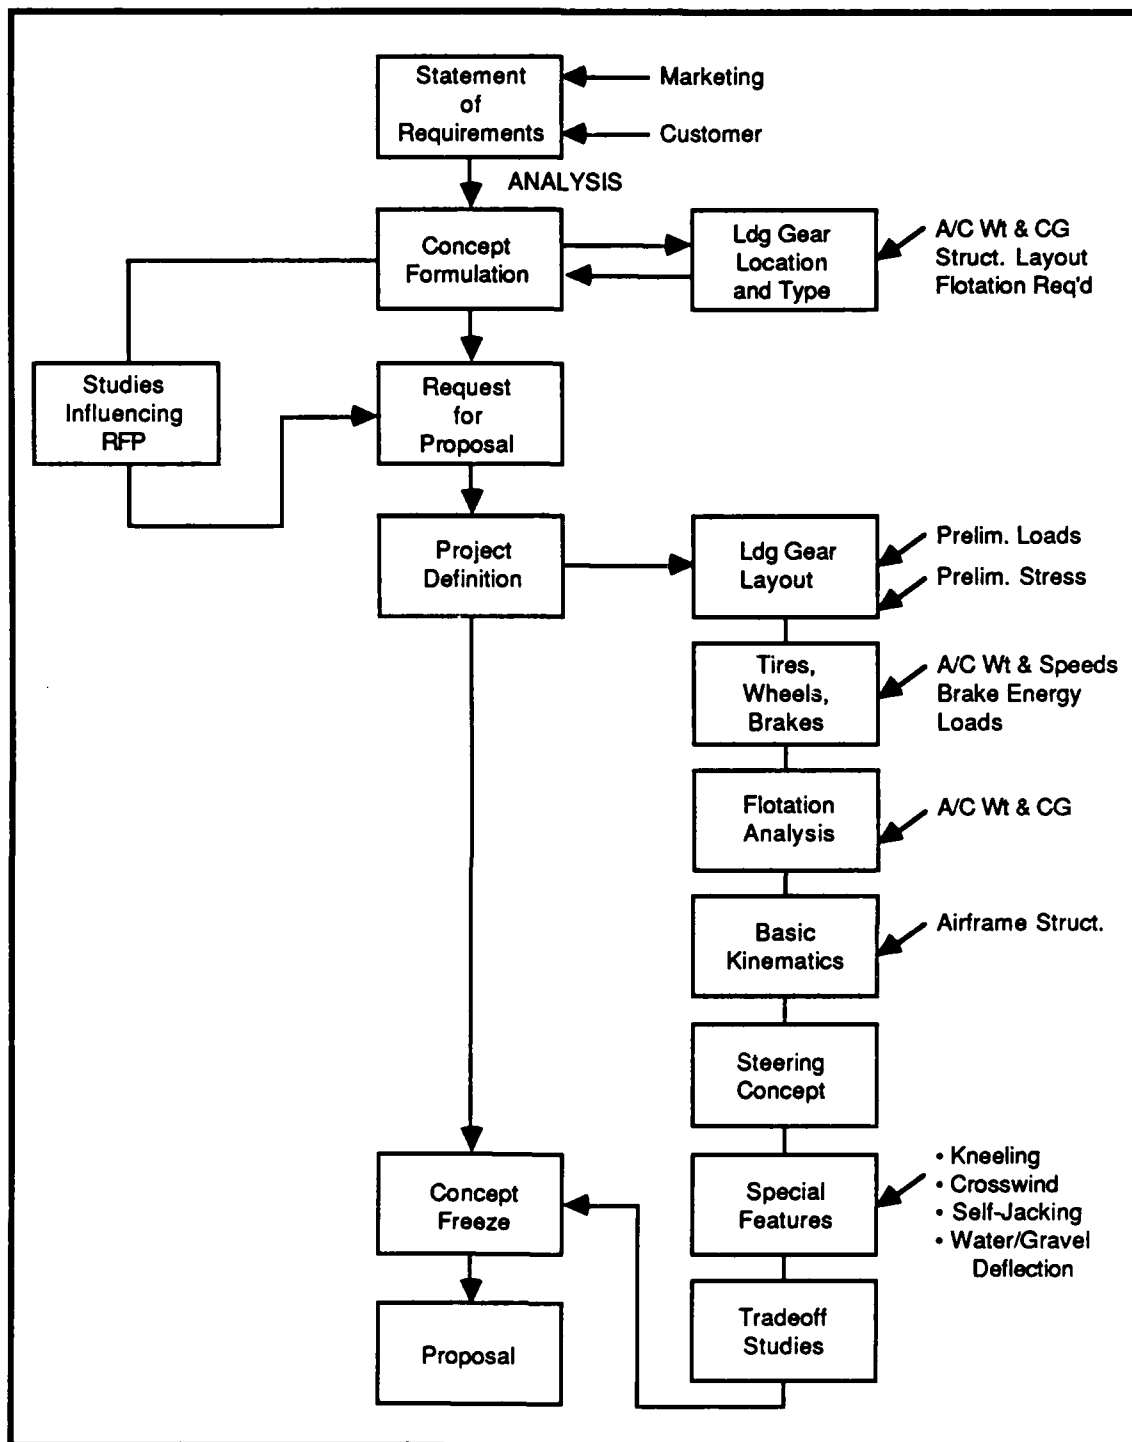 Statement
of
Requirements
Marketing
Customer
ANALYSIS
Concept
Formulation
Ldg Gear
Location
and Type
A/C Wt & CG
Struct. Layout
Flotation Req'd
Studies
Influencing
RFP
Request
for
Proposal
Project
Definition
Ldg Gear
Layout
Prelim. Loads
Prelim. Stress
Tires,
Wheels,
Brakes
A/C Wt & Speeds
Brake Energy
Loads
Flotation
Analysis
A/C Wt & CG
Basic
Kinematics
Airframe Struct.
Steering
Concept
Concept
Freeze
Special
Features
• Kneeling
• Crosswind
• Self-Jacking
• Water/Gravel
Deflection
Proposal
Tradeoff
Studies